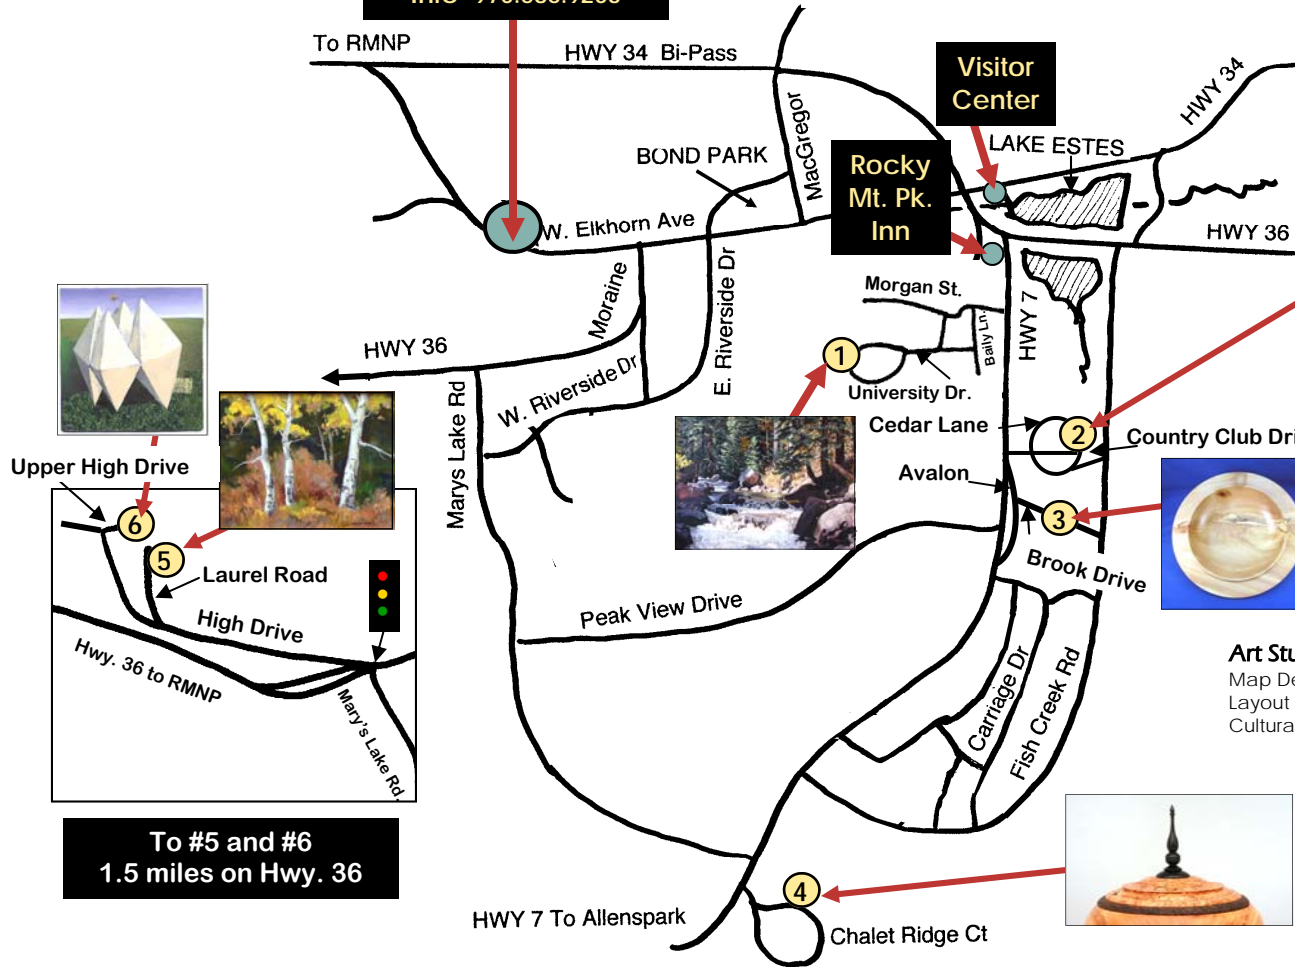 To RMNP
HWY 34 Bi-Pass
Visitor
Center
HWY 34
MacGregor
BOND PARK
LAKE ESTES
Rocky
Mt. Pk.
Inn
W. Elkhorn Ave
HWY 36
Moraine
E. Riverside Dr
Morgan St.
Baily Ln.
HWY 7
HWY 36
1
University Dr.
W. Riverside Dr
Marys Lake Rd
Cedar Lane
2
Country Club Dri
Avalon
3
Brook Drive
Upper High Drive
6
5
Laurel Road
High Drive
Hwy. 36 to RMNP
Mary's Lake Rd.
Peak View Drive
Carriage Dr
Fish Creek Rd
Art Stu
Map De
Layout
Cultura
To #5 and #6
1.5 miles on Hwy. 36
4
HWY 7 To Allenspark
Chalet Ridge Ct